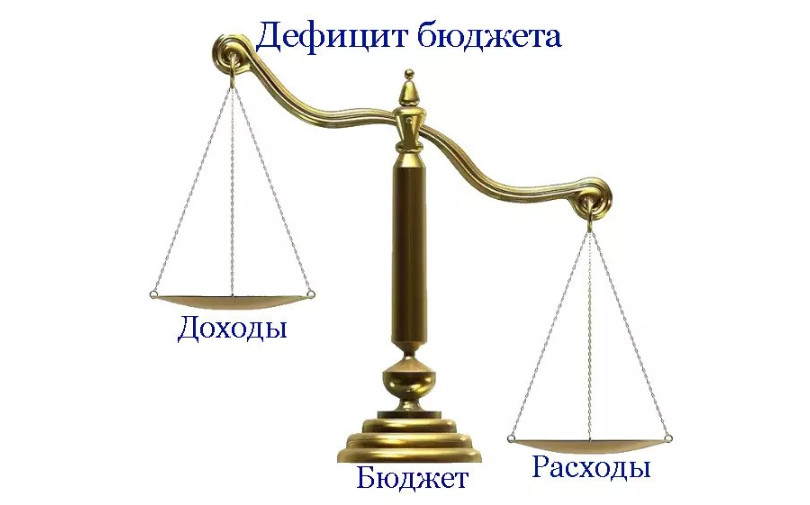 Дефицит бюджета
Доходы
Расходы
Бюджет